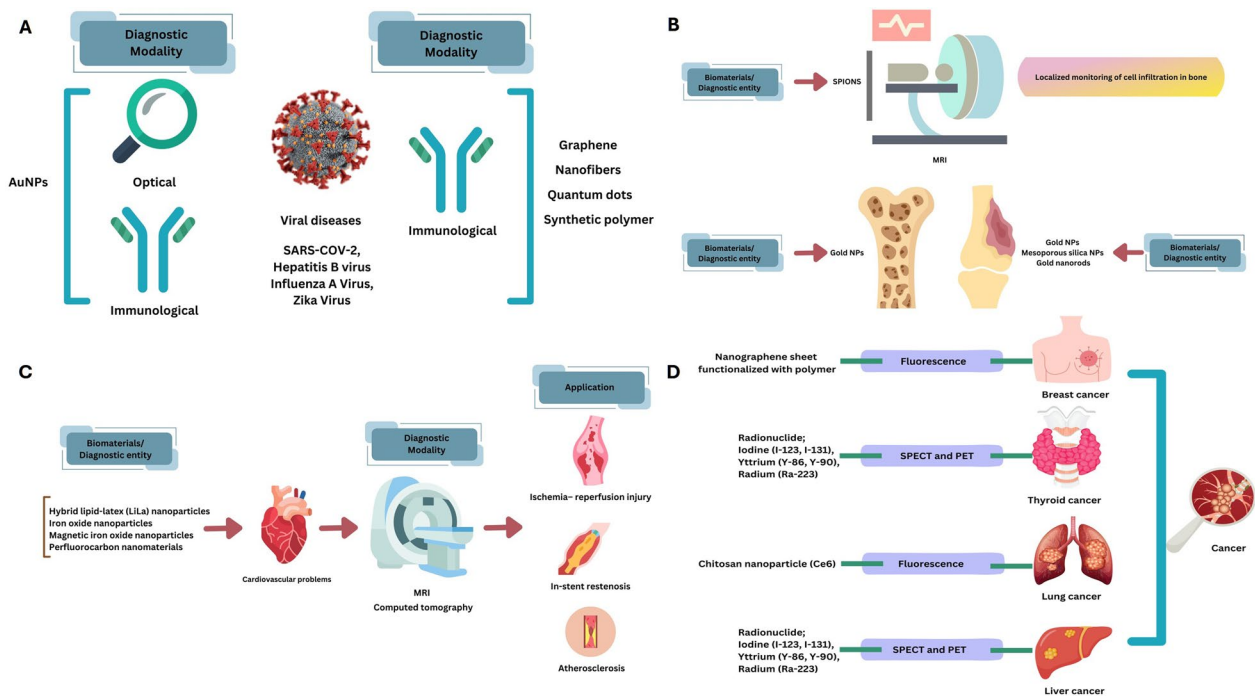 A
Diagnostic
Modality
Diagnostic
Modality
AuNPs
Optical
Immunological
Viral diseases
SARS-COV-2,
Hepatitis B virus
Influenza A Virus,
Zika Virus
Immunological
Graphene
Nanofibers
Quantum dots
Synthetic polymer
B
Biomaterials/
Diagnostic entity
SPIONS
MRI
Localized monitoring of cell infiltration in bone
Biomaterials/
Diagnostic entity
Gold NPs
Gold NPs
Mesoporous silica NPs
Gold nanorods
Biomaterials/
Diagnostic entity
C
Biomaterials/
Diagnostic entity
Hybrid lipid-latex (LiLa) nanoparticles
Iron oxide nanoparticles
Magnetic iron oxide nanoparticles
Perfluorocarbon nanomaterials
Cardiovascular problems
Diagnostic
Modality
MRI
Computed tomography
Application
Ischemia– reperfusion injury
In-stent restenosis
Atherosclerosis
D
Nanographene sheet
functionalized with polymer
Fluorescence
Breast cancer
Radionuclide;
Iodine (I-123, I-131),
Yttrium (Y-86, Y-90),
Radium (Ra-223)
SPECT and PET
Thyroid cancer
Chitosan nanoparticle (Ce6)
Fluorescence
Lung cancer
Radionuclide;
Iodine (I-123, I-131),
Yttrium (Y-86, Y-90),
Radium (Ra-223)
SPECT and PET
Liver cancer
Cancer